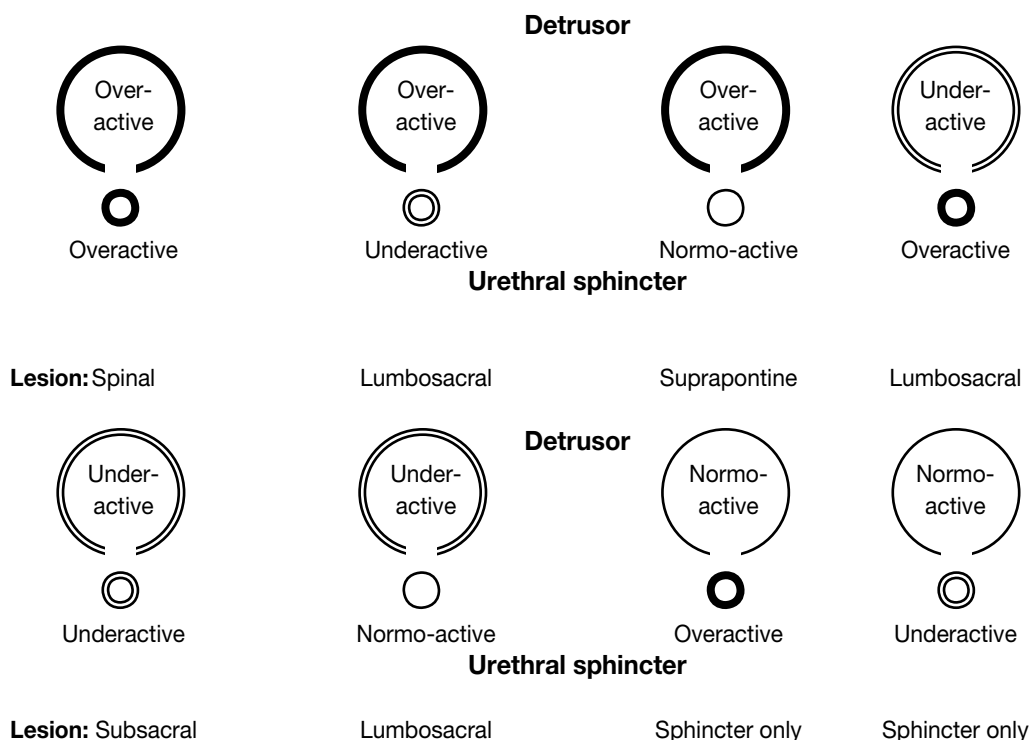 Detrusor
Over-
active
Over-
active
Over-
active
Under-
active
Overactive
Underactive
Normo-active
Overactive
Urethral sphincter
Lesion: Spinal
Lumbosacral
Suprapontine
Lumbosacral
Detrusor
Under-
active
Under-
active
Normo-
active
Normo-
active
Underactive
Normo-active
Overactive
Underactive
Urethral sphincter
Lesion: Subsacral
Lumbosacral
Sphincter only
Sphincter only